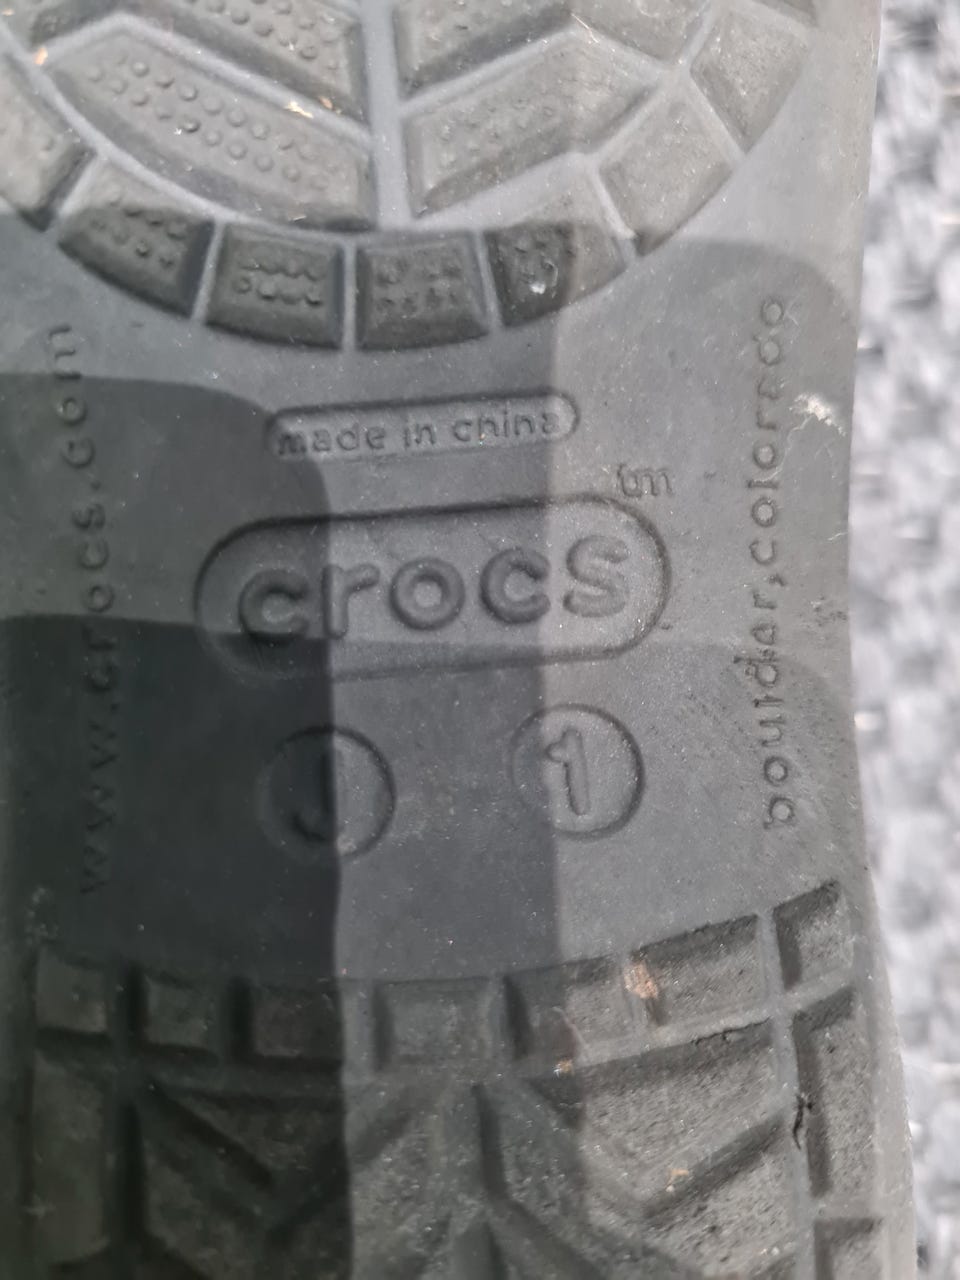 made in china
tm
crocs
J 1
www.crocs.com
boulder,colorado